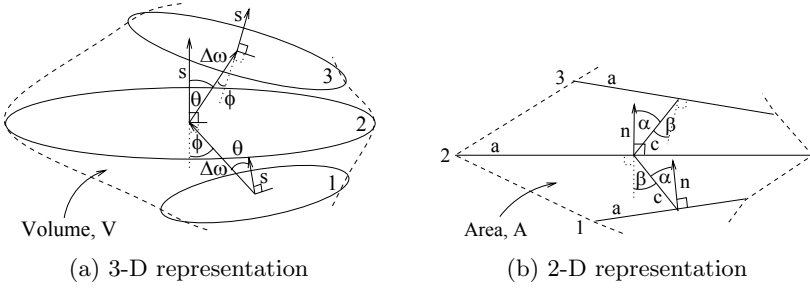 s
Δω
s
3
θ
ϕ
2
ϕ
θ
Δω
s
1
Volume, V
(a) 3-D representation
3
a
n
α
β
2
a
c
β
α
n
c
a
1
Area, A
(b) 2-D representation